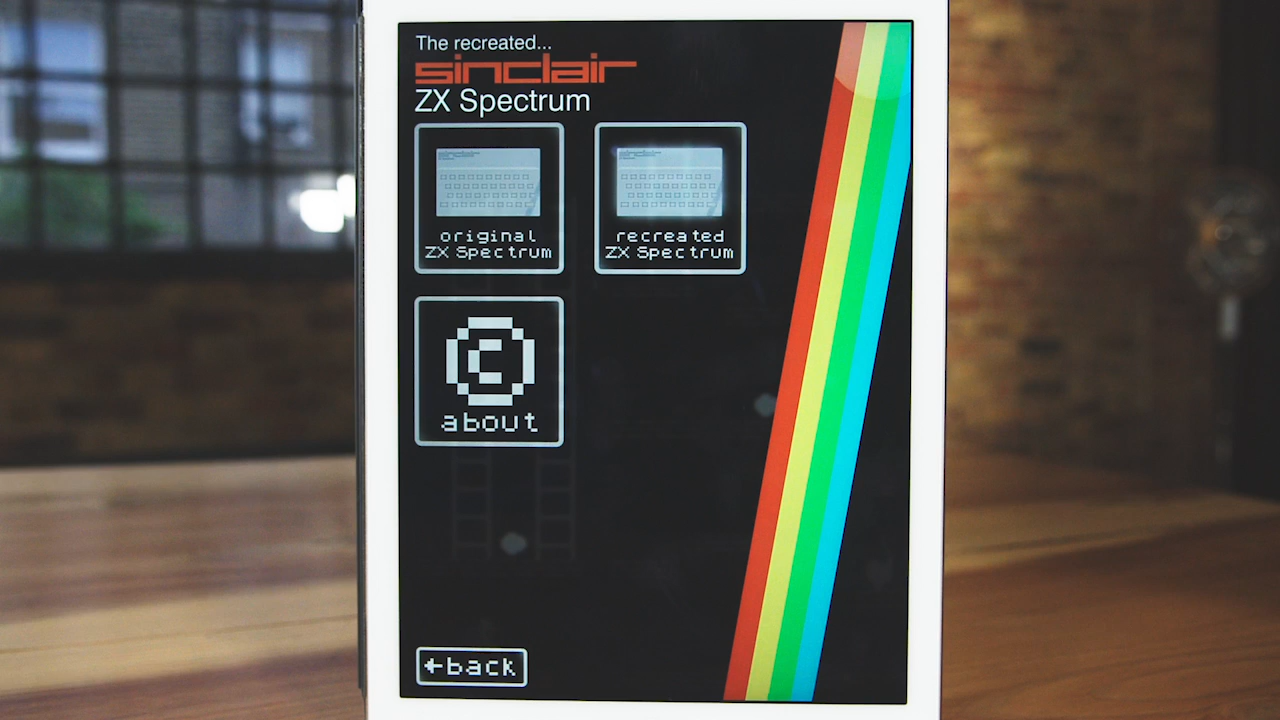 The recreated...
sinclair
ZX Spectrum
original
ZX Spectrum
recreated
ZX Spectrum
©
about
←back